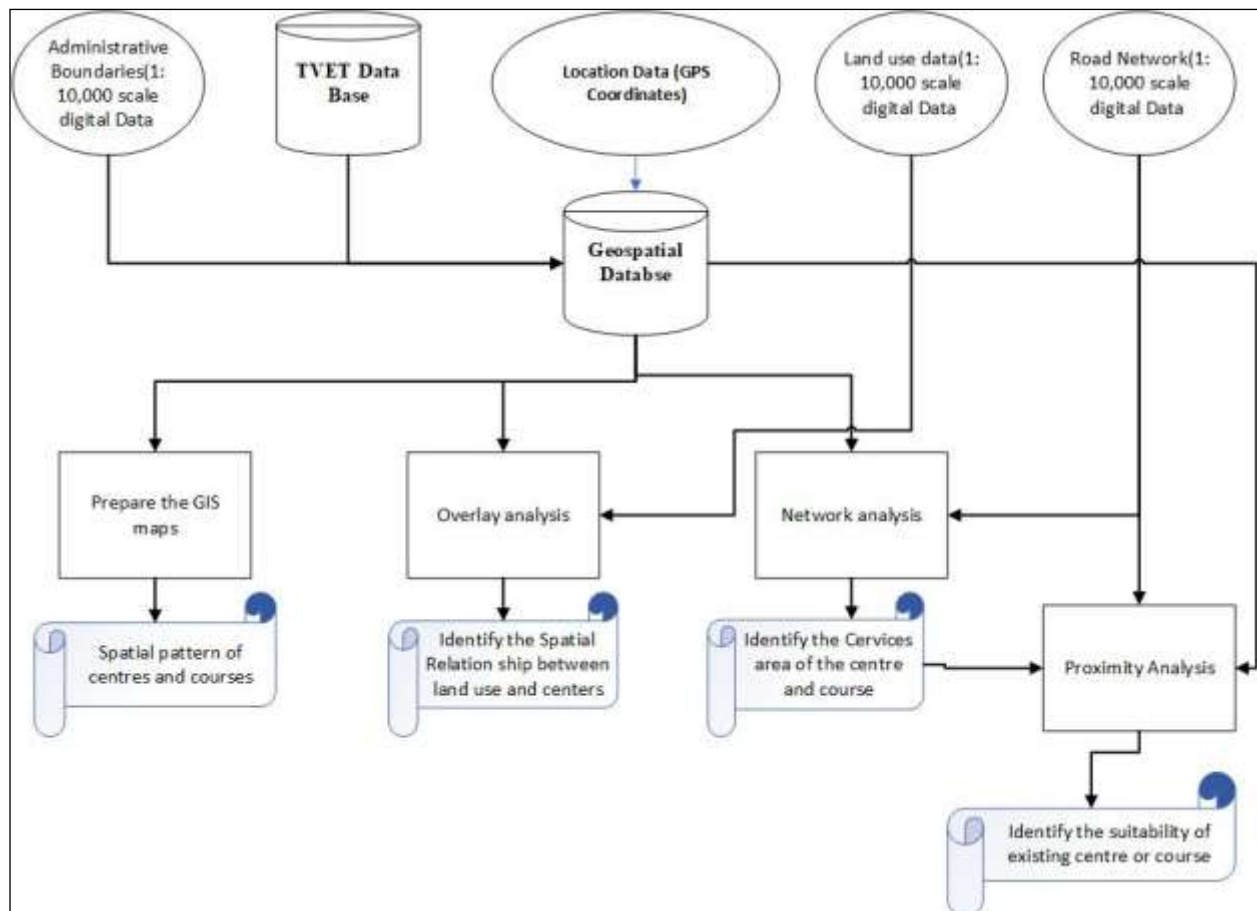 Administrative
Boundaries(1:
10,000 scale
digital Data
TVET Data
Base
Location Data (GPS
Coordinates)
Land use data(1:
10,000 scale
digital Data
Road Network(1:
10,000 scale
digital Data
Geospatial
Databse
Prepare the GIS
maps
Overlay analysis
Network analysis
Spatial pattern of
centres and courses
Identify the Spatial
Relation ship between
land use and centers
Identify the Cervices
area of the centre
and course
Proximity Analysis
Identify the suitability of
existing centre or course